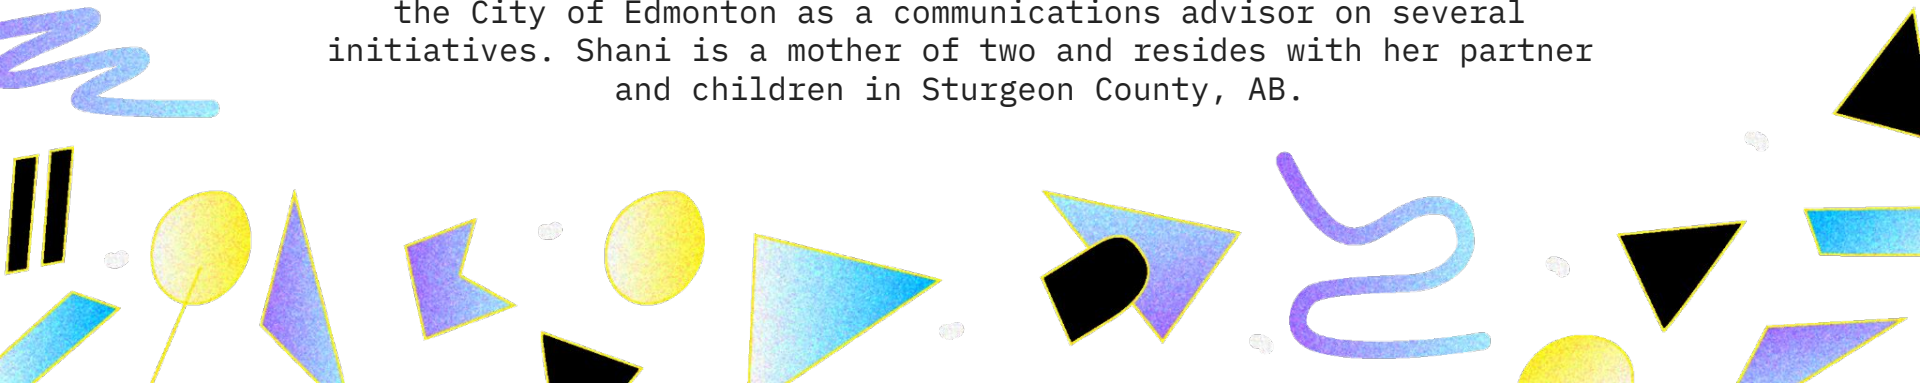 the City of Edmonton as a communications advisor on several
initiatives. Shani is a mother of two and resides with her partner
and children in Sturgeon County, AB.